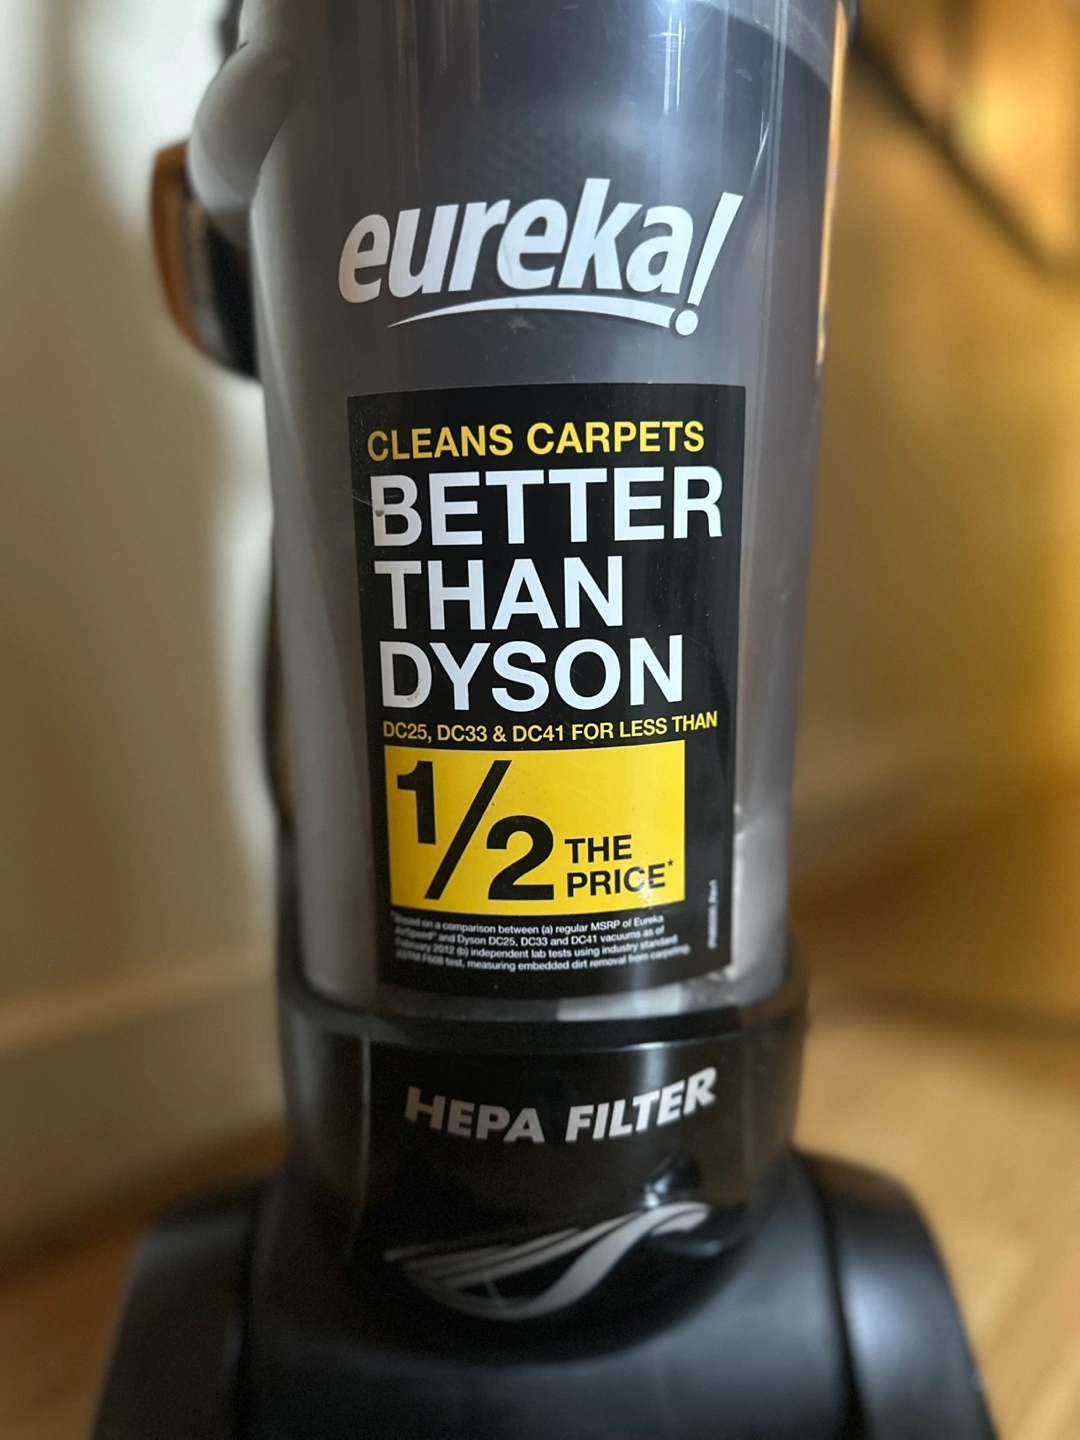 eureka!
CLEANS CARPETS
BETTER
THAN
DYSON
DC25, DC33 & DC41 FOR LESS THAN
1/2 THE
PRICE*
*Based on a comparison between (a) regular MSRP of Eureka
AirSpeed® and Dyson DC25, DC33 and DC41 vacuums as of
February 2012 (b) independent lab tests using industry standard
ASTM F608 test, measuring embedded dirt removal from carpeting.
HEPA FILTER